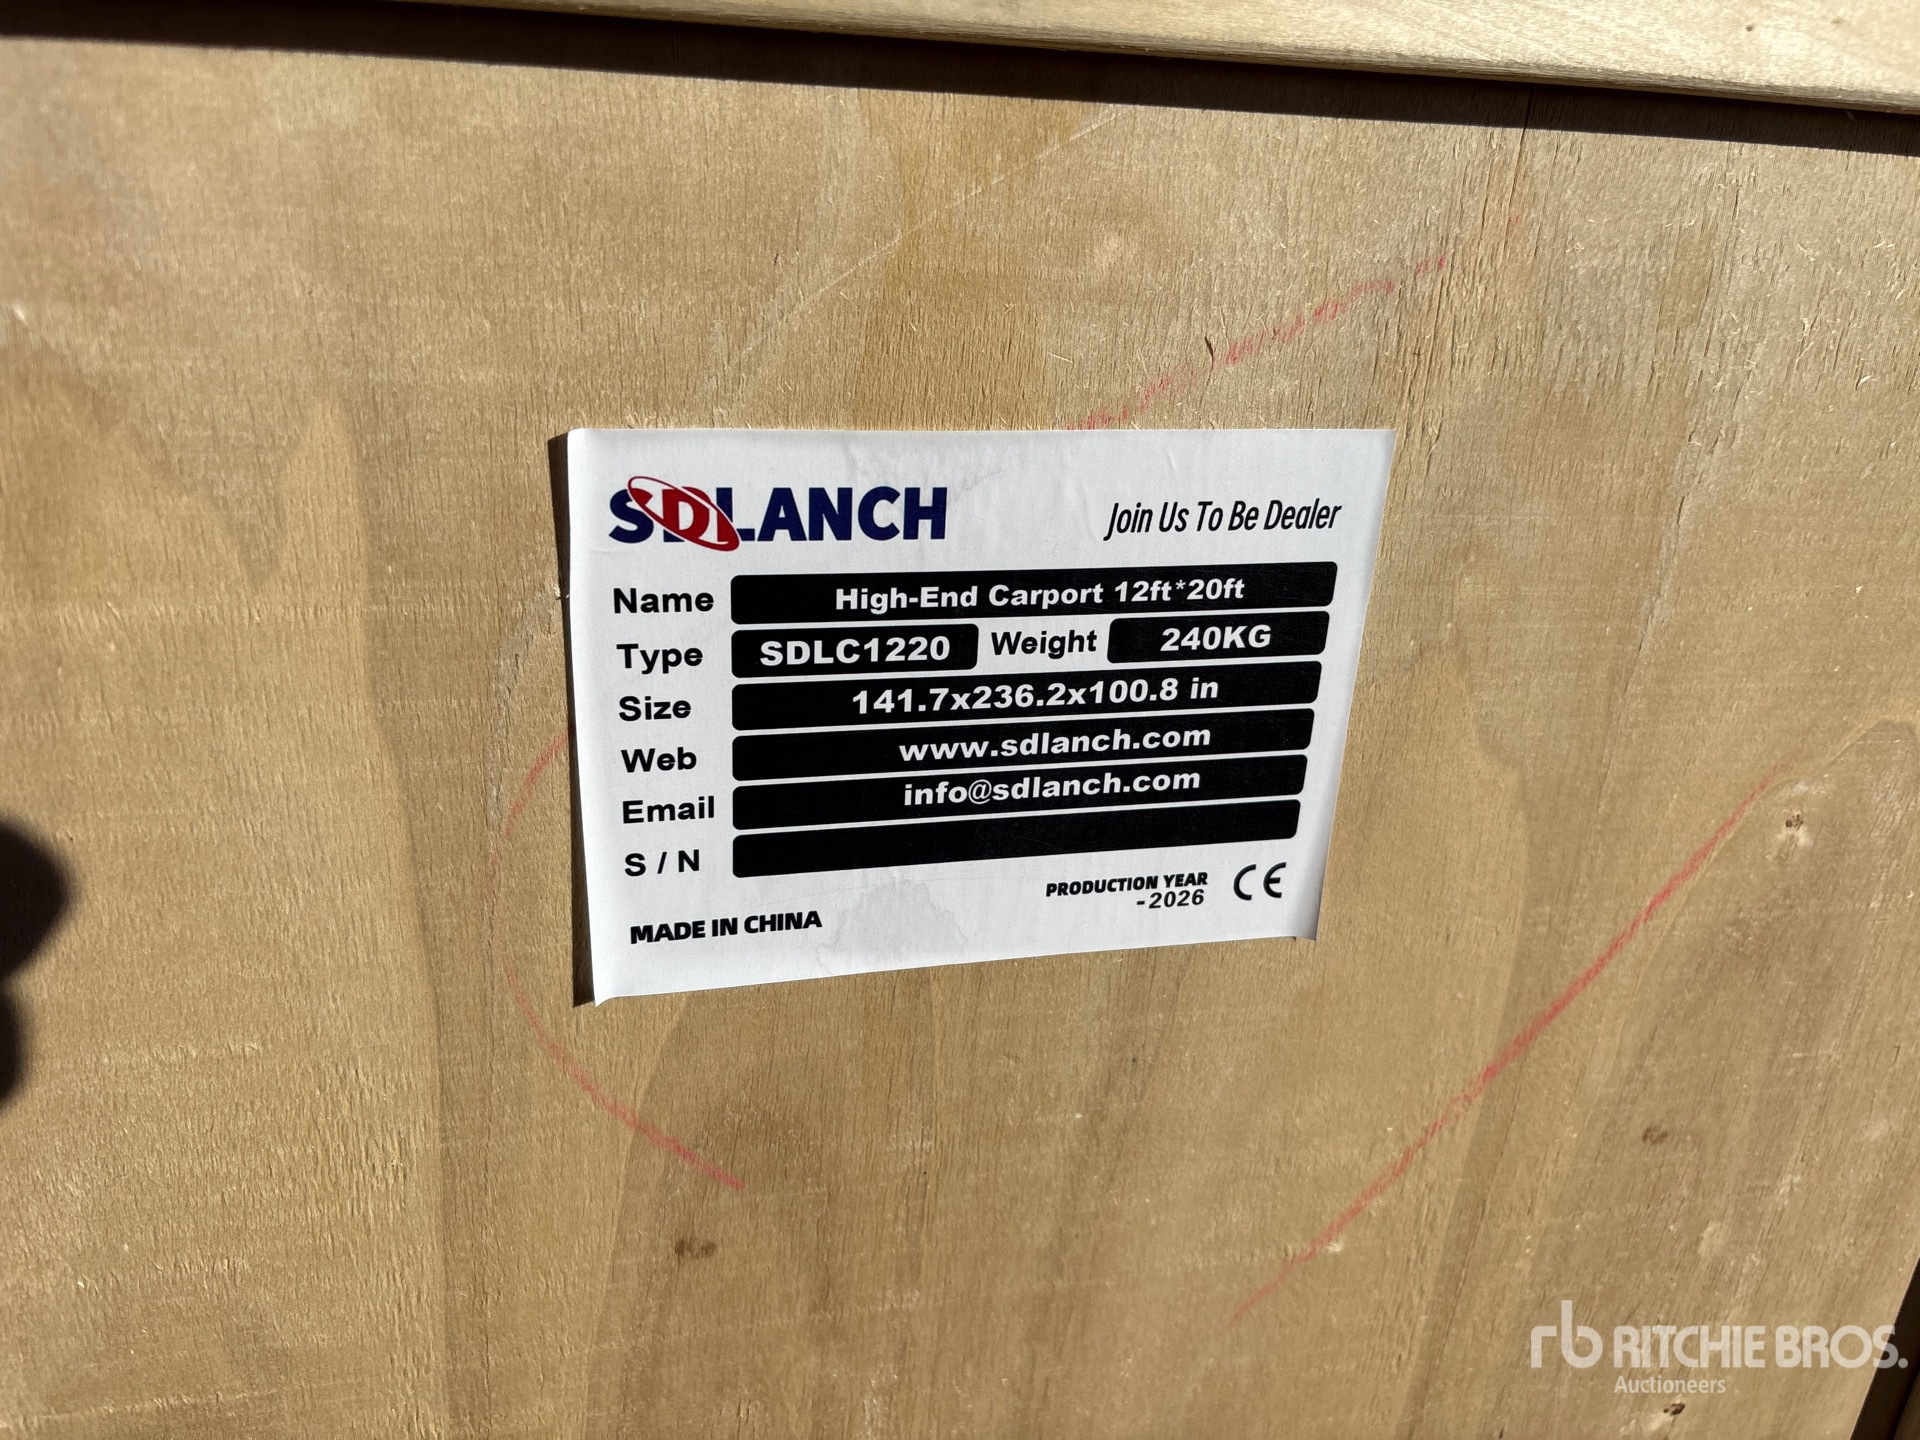 SDLANCH Join Us To Be Dealer
Name High-End Carport 12ft*20ft
Type SDLC1220 Weight 240KG
Size 141.7x236.2x100.8 in
Web www.sdlanch.com
Email info@sdlanch.com
S / N
PRODUCTION YEAR
-2026
CE
MADE IN CHINA
rb RITCHIE BROS.
Auctioneers